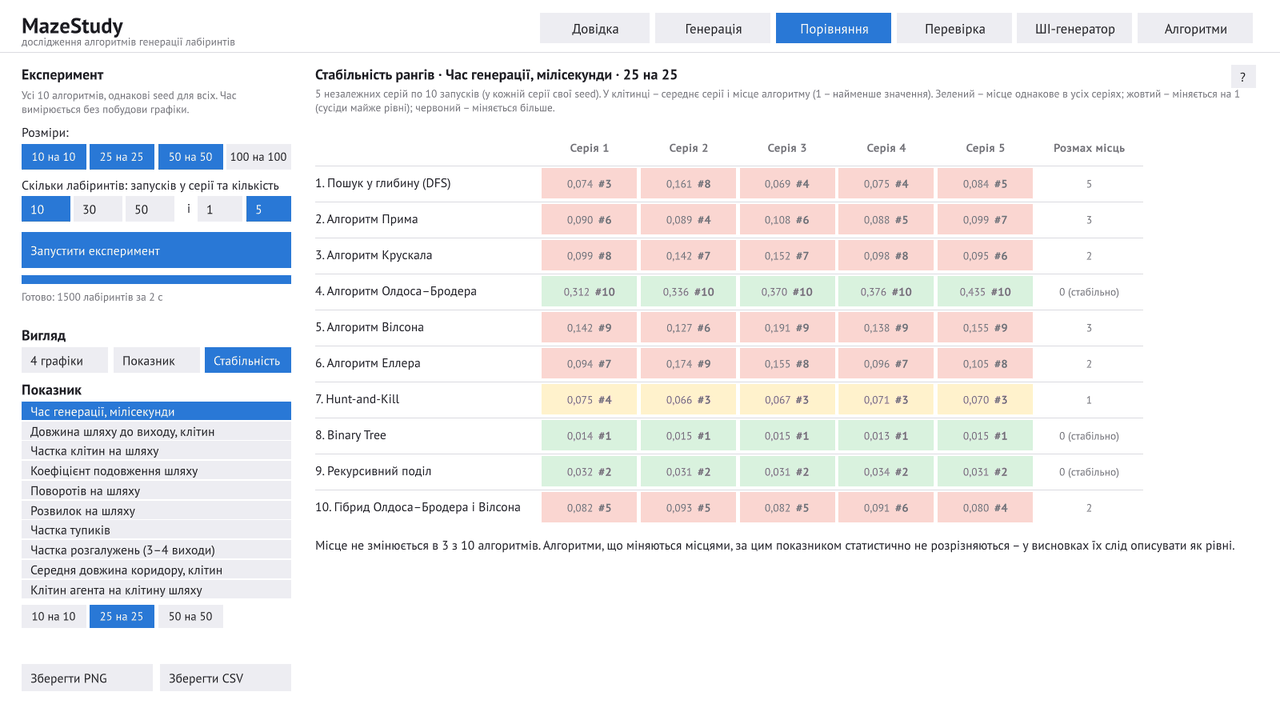 MazeStudy
дослідження алгоритмів генерації лабіринтів
Довідка
Генерація
Порівняння
Перевірка
ШІ-генератор
Алгоритми
Експеримент
Усі 10 алгоритмів, однакові seed для всіх. Час
вимірюється без побудови графіки.
Розміри:
10 на 10
25 на 25
50 на 50
100 на 100
Скільки лабіринтів: запусків у серії та кількість
10
30
50
і
1
5
Запустити експеримент
Готово: 1500 лабіринтів за 2 с
Вигляд
4 графіки
Показник
Стабільність
Показник
Час генерації, мілісекунди
Довжина шляху до виходу, клітин
Частка клітин на шляху
Коефіцієнт подовження шляху
Поворотів на шляху
Розвилок на шляху
Частка тупиків
Частка розгалужень (3–4 виходи)
Середня довжина коридору, клітин
Клітин агента на клітину шляху
10 на 10
25 на 25
50 на 50
Зберегти PNG
Зберегти CSV
Стабільність рангів · Час генерації, мілісекунди · 25 на 25
?
5 незалежних серій по 10 запусків (у кожній серії свої seed). У клітинці – середнє серії і місце алгоритму (1 – найменше значення). Зелений – місце однакове в усіх серіях; жовтий – міняється на 1
(сусіди майже рівні); червоний – міняється більше.
Серія 1 Серія 2 Серія 3 Серія 4 Серія 5 Розмах місць
1. Пошук у глибину (DFS) 0,074 #3 0,161 #8 0,069 #4 0,075 #4 0,084 #5 5
2. Алгоритм Прима 0,090 #6 0,089 #4 0,108 #6 0,088 #5 0,099 #7 3
3. Алгоритм Крускала 0,099 #8 0,142 #7 0,152 #7 0,098 #8 0,095 #6 2
4. Алгоритм Олдоса–Бродера 0,312 #10 0,336 #10 0,370 #10 0,376 #10 0,435 #10 0 (стабільно)
5. Алгоритм Вілсона 0,142 #9 0,127 #6 0,191 #9 0,138 #9 0,155 #9 3
6. Алгоритм Еллера 0,094 #7 0,174 #9 0,155 #8 0,096 #7 0,105 #8 2
7. Hunt-and-Kill 0,075 #4 0,066 #3 0,067 #3 0,071 #3 0,070 #3 1
8. Binary Tree 0,014 #1 0,015 #1 0,015 #1 0,013 #1 0,015 #1 0 (стабільно)
9. Рекурсивний поділ 0,032 #2 0,031 #2 0,031 #2 0,034 #2 0,031 #2 0 (стабільно)
10. Гібрид Олдоса–Бродера і Вілсона 0,082 #5 0,093 #5 0,082 #5 0,091 #6 0,080 #4 2
Місце не змінюється в 3 з 10 алгоритмів. Алгоритми, що міняються місцями, за цим показником статистично не розрізняються – у висновках їх слід описувати як рівні.